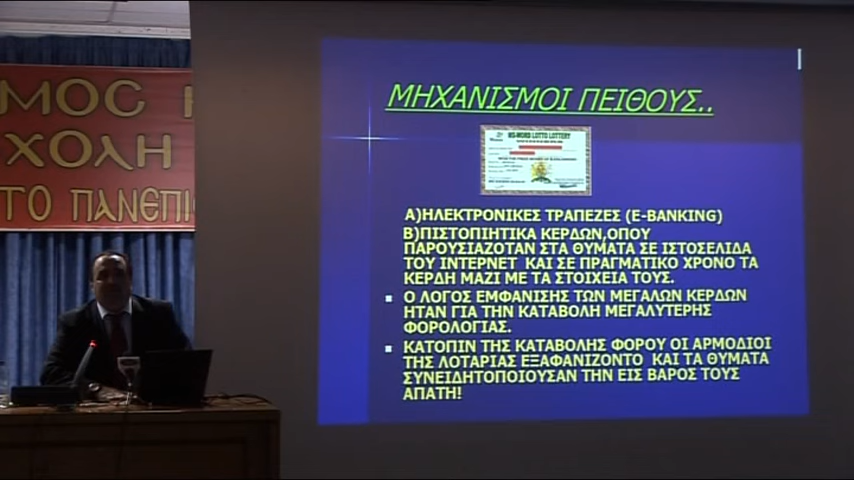 ΜΟΣ
ΧΟΛΗ
ΤΟ ΠΑΝΕΠΙ
ΜΗΧΑΝΙΣΜΟΙ ΠΕΙΘΟΥΣ..
LOTTO LOTTERY
Α)ΗΛΕΚΤΡΟΝΙΚΕΣ ΤΡΑΠΕΖΕΣ (E-BANKING)
Β)ΠΙΣΤΟΠΙΗΤΙΚΑ ΚΕΡΔΩΝ,ΟΠΟΥ
ΠΑΡΟΥΣΙΑΖΟΤΑΝ ΣΤΑ ΘΥΜΑΤΑ ΣΕ ΙΣΤΟΣΕΛΙΔΑ
ΤΟΥ ΙΝΤΕΡΝΕΤ ΚΑΙ ΣΕ ΠΡΑΓΜΑΤΙΚΟ ΧΡΟΝΟ ΤΑ
ΚΕΡΔΗ ΜΑΖΙ ΜΕ ΤΑ ΣΤΟΙΧΕΙΑ ΤΟΥΣ.
Ο ΛΟΓΟΣ ΕΜΦΑΝΙΣΗΣ ΤΩΝ ΜΕΓΑΛΩΝ ΚΕΡΔΩΝ
ΗΤΑΝ ΓΙΑ ΤΗΝ ΚΑΤΑΒΟΛΗ ΜΕΓΑΛΥΤΕΡΗΣ
ΦΟΡΟΛΟΓΙΑΣ.
ΚΑΤΟΠΙΝ ΤΗΣ ΚΑΤΑΒΟΛΗΣ ΦΟΡΟΥ ΟΙ ΑΡΜΟΔΙΟΙ
ΤΗΣ ΛΟΤΑΡΙΑΣ ΕΞΑΦΑΝΙΖΟΝΤΟ ΚΑΙ ΤΑ ΘΥΜΑΤΑ
ΣΥΝΕΙΔΗΤΟΠΟΙΟΥΣΑΝ ΤΗΝ ΕΙΣ ΒΑΡΟΣ ΤΟΥΣ
ΑΠΑΤΗ!